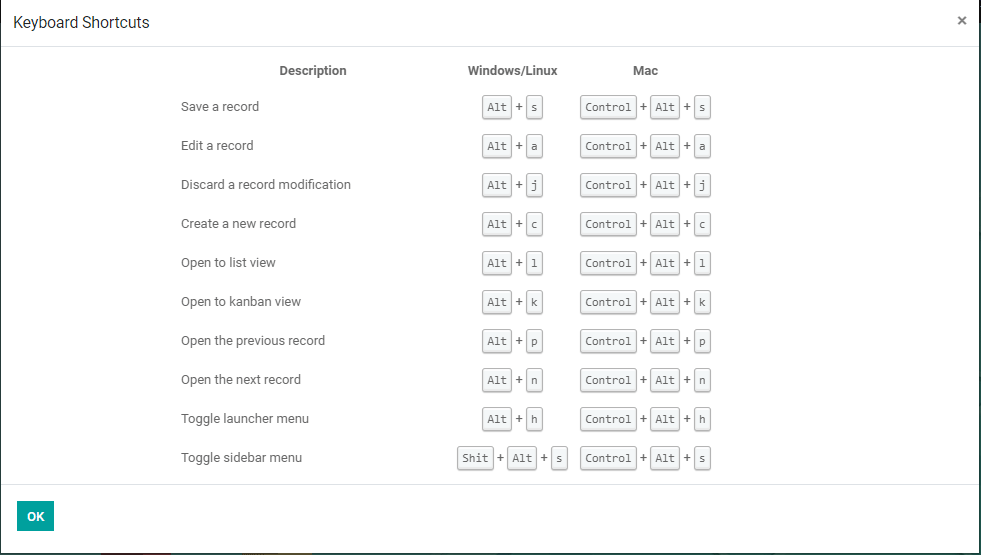 Keyboard Shortcuts ×
Description Windows/Linux Mac
Save a record Alt + s Control + Alt + s
Edit a record Alt + a Control + Alt + a
Discard a record modification Alt + j Control + Alt + j
Create a new record Alt + c Control + Alt + c
Open to list view Alt + l Control + Alt + l
Open to kanban view Alt + k Control + Alt + k
Open the previous record Alt + p Control + Alt + p
Open the next record Alt + n Control + Alt + n
Toggle launcher menu Alt + h Control + Alt + h
Toggle sidebar menu Shit + Alt + s Control + Alt + s
OK